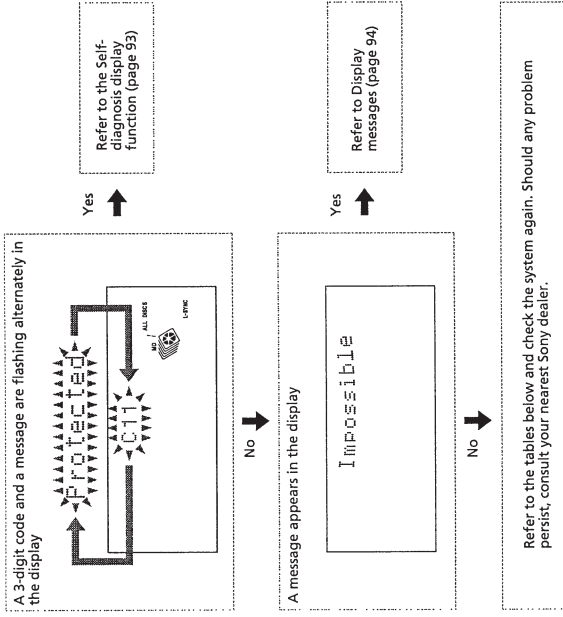 A 3-digit code and a message are flashing alternately in
the display
Protected
C11
MD
ALL DISCS
L-SYNC
Yes
Refer to the Self-
diagnosis display
function (page 93)
No
A message appears in the display
Impossible
Yes
Refer to Display
messages (page 94)
No
Refer to the tables below and check the system again. Should any problem
persist, consult your nearest Sony dealer.